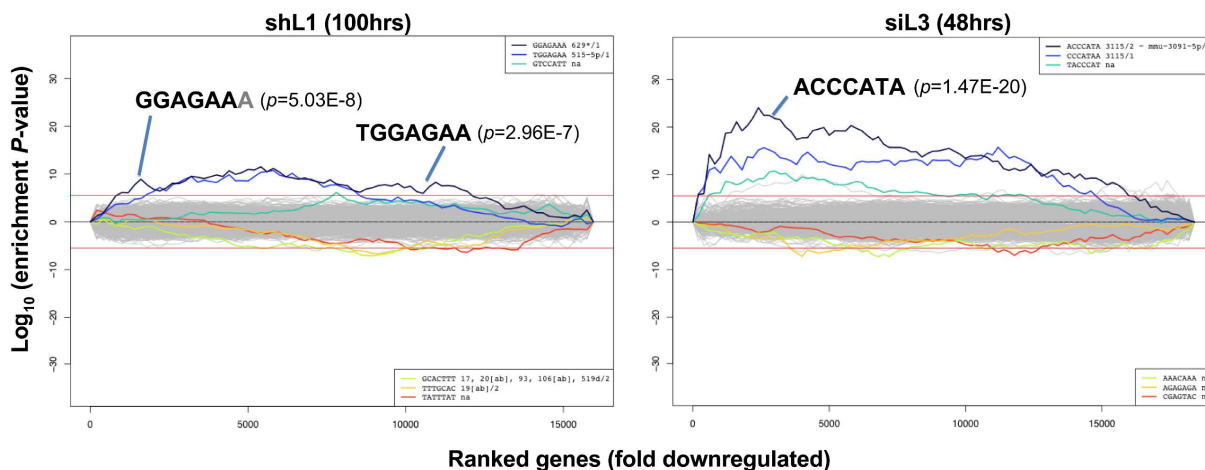 shL1 (100hrs)
siL3 (48hrs)
GGAGAAA 629*/1
TGGAGAA 515-5p/1
GTCCATT na
ACCCATA 3115/2 - mmu-3091-5p/
CCCATAA 3115/1
TACCCAT na
GGAGAAA (p=5.03E-8)
TGGAGAA (p=2.96E-7)
ACCCATA (p=1.47E-20)
Log10 (enrichment P-value)
30
20
10
0
-10
-20
-30
30
20
10
0
-10
-20
-30
GCACTTT 17, 20[ab], 93, 106[ab], 519d/2
TTTGCAC 19[ab]/2
TATTTAT na
AAACAAA n
AGAGAGA n
CGAGTAC n
0 5000 10000 15000
0 5000 10000 15000
Ranked genes (fold downregulated)